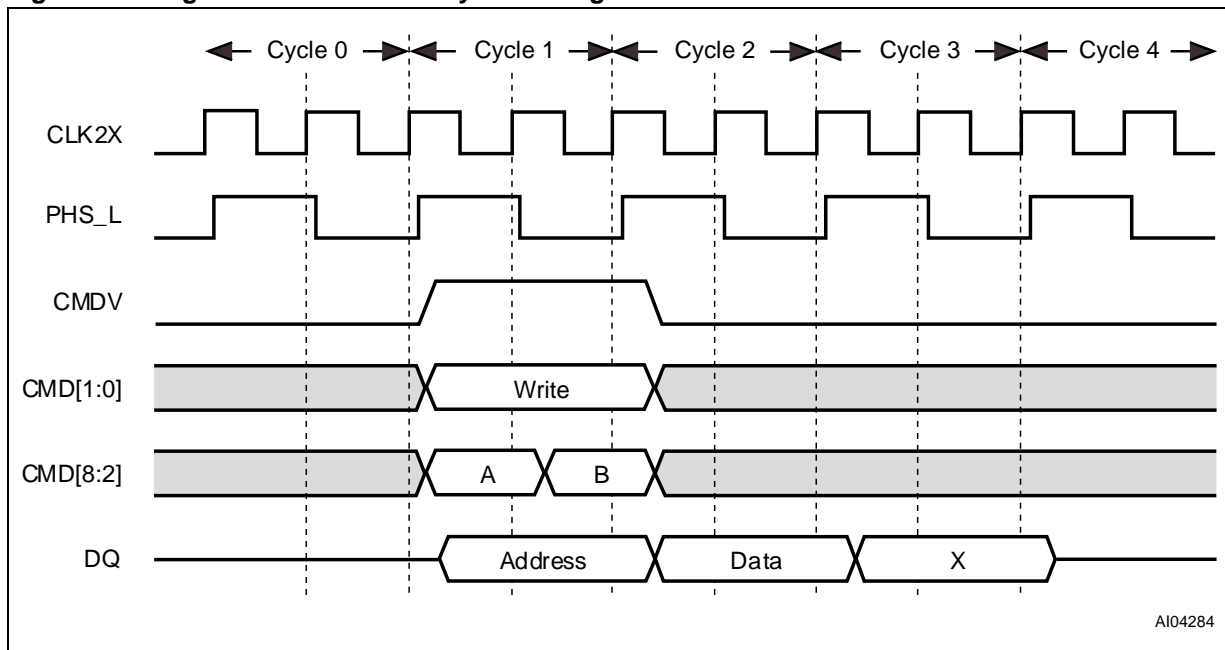 Cycle 0 Cycle 1 Cycle 2 Cycle 3 Cycle 4
CLK2X
PHS_L
CMDV
CMD[1:0] Write
CMD[8:2] A B
DQ Address Data X
AI04284